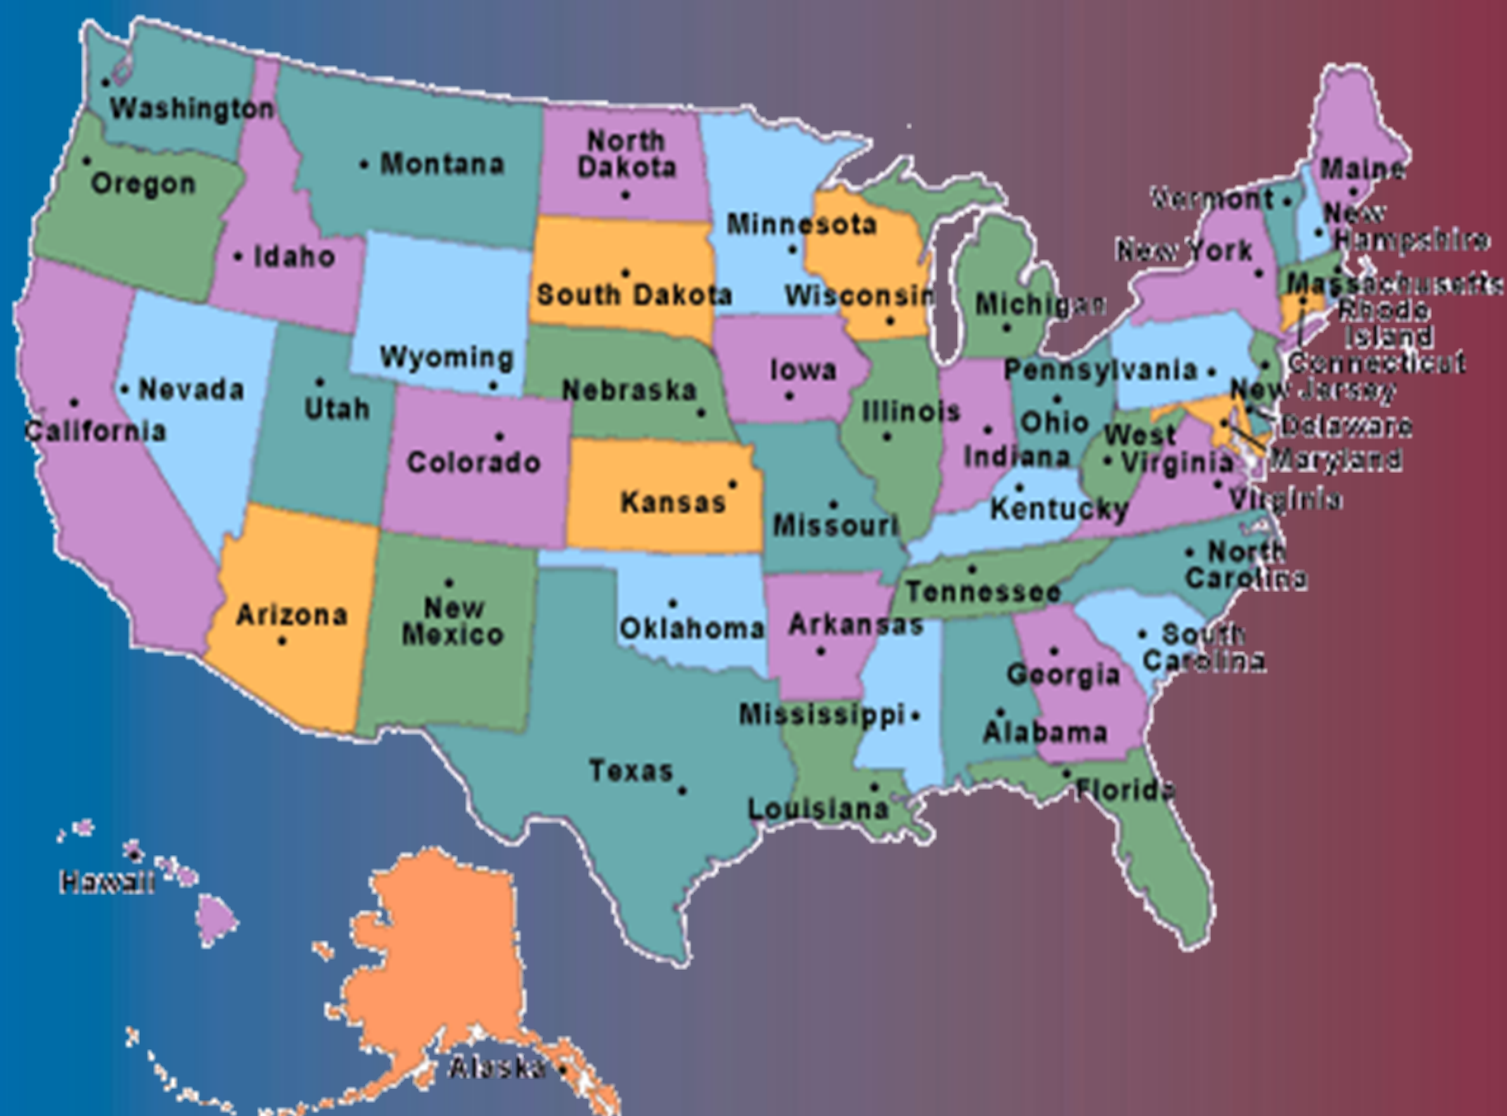 Washington
Oregon
Montana
Idaho
North
Dakota
Minnesota
South Dakota
Wisconsin
Michigan
Maine
Vermont
New
Hampshire
New York
Massachusetts
Rhode
Island
Connecticut
New Jersey
Delaware
Maryland
Pennsylvania
Wyoming
Nevada
Utah
California
Nebraska
Iowa
Illinois
Indiana
Ohio
West
Virginia
Virginia
Colorado
Kansas
Missouri
Kentucky
Arizona
New
Mexico
Oklahoma
Arkansas
Tennessee
North
Carolina
South
Carolina
Georgia
Alabama
Mississippi
Texas
Louisiana
Florida
Hawaii
Alaska